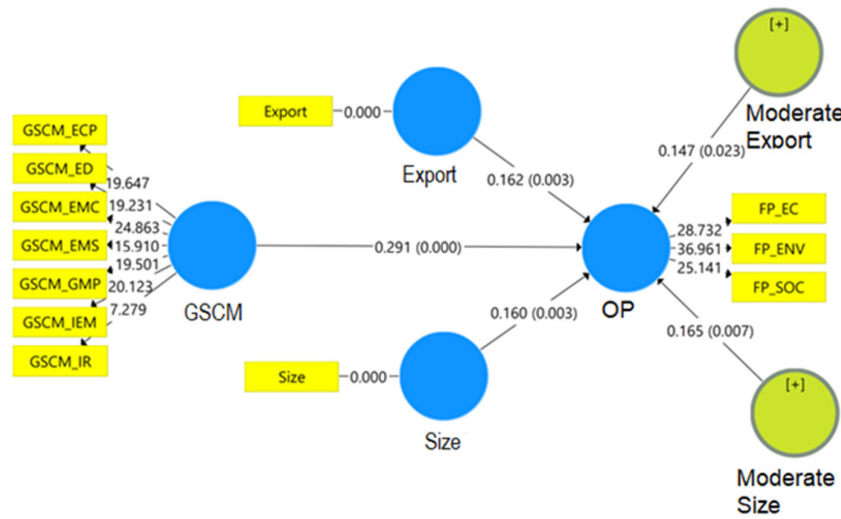 [+]
Moderate
Export
Export
0.000
Export
0.147 (0.023)
0.162 (0.003)
GSCM_ECP
GSCM_ED
GSCM_EMC
GSCM_EMS
GSCM_GMP
GSCM_IEM
GSCM_IR
19.647
19.231
24.863
15.910
19.501
20.123
7.279
GSCM
0.291 (0.000)
OP
28.732
36.961
25.141
FP_EC
FP_ENV
FP_SOC
0.160 (0.003)
0.165 (0.007)
Size
0.000
Size
[+]
Moderate
Size